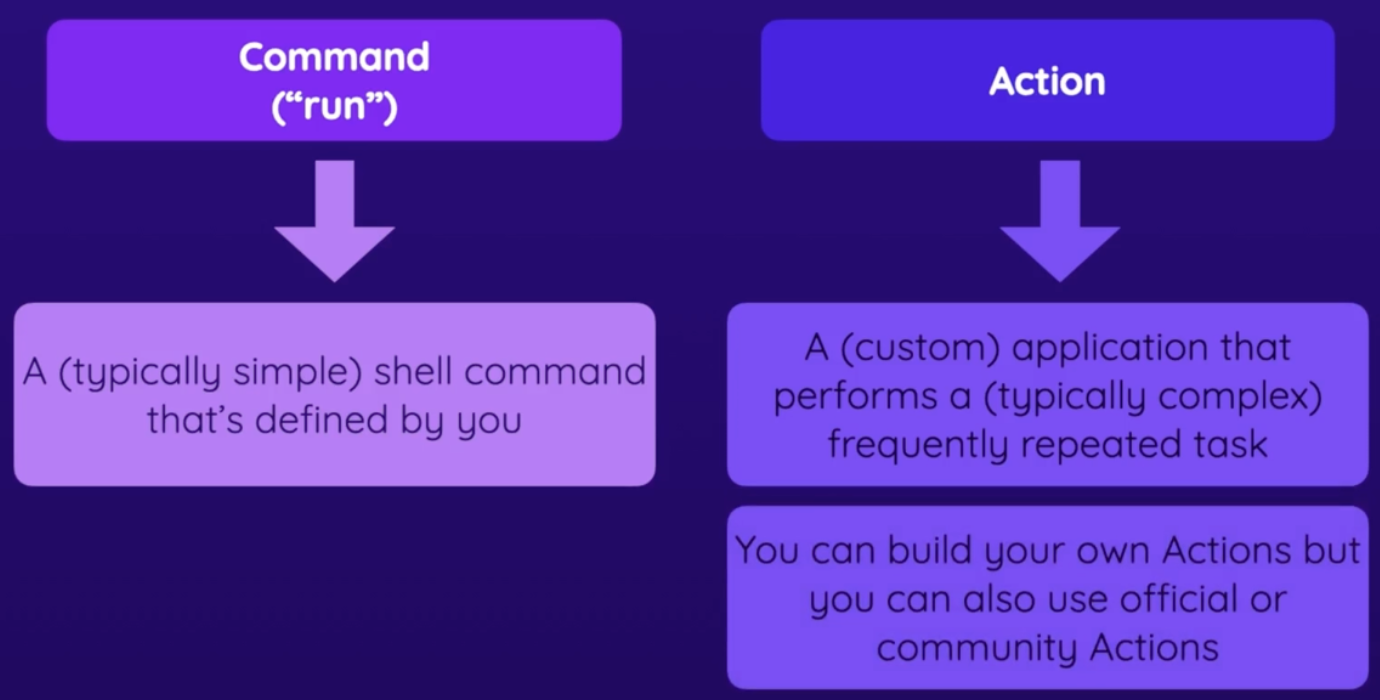 Command
(“run”)
A (typically simple) shell command
that’s defined by you
Action
A (custom) application that
performs a (typically complex)
frequently repeated task
You can build your own Actions but
you can also use official or
community Actions